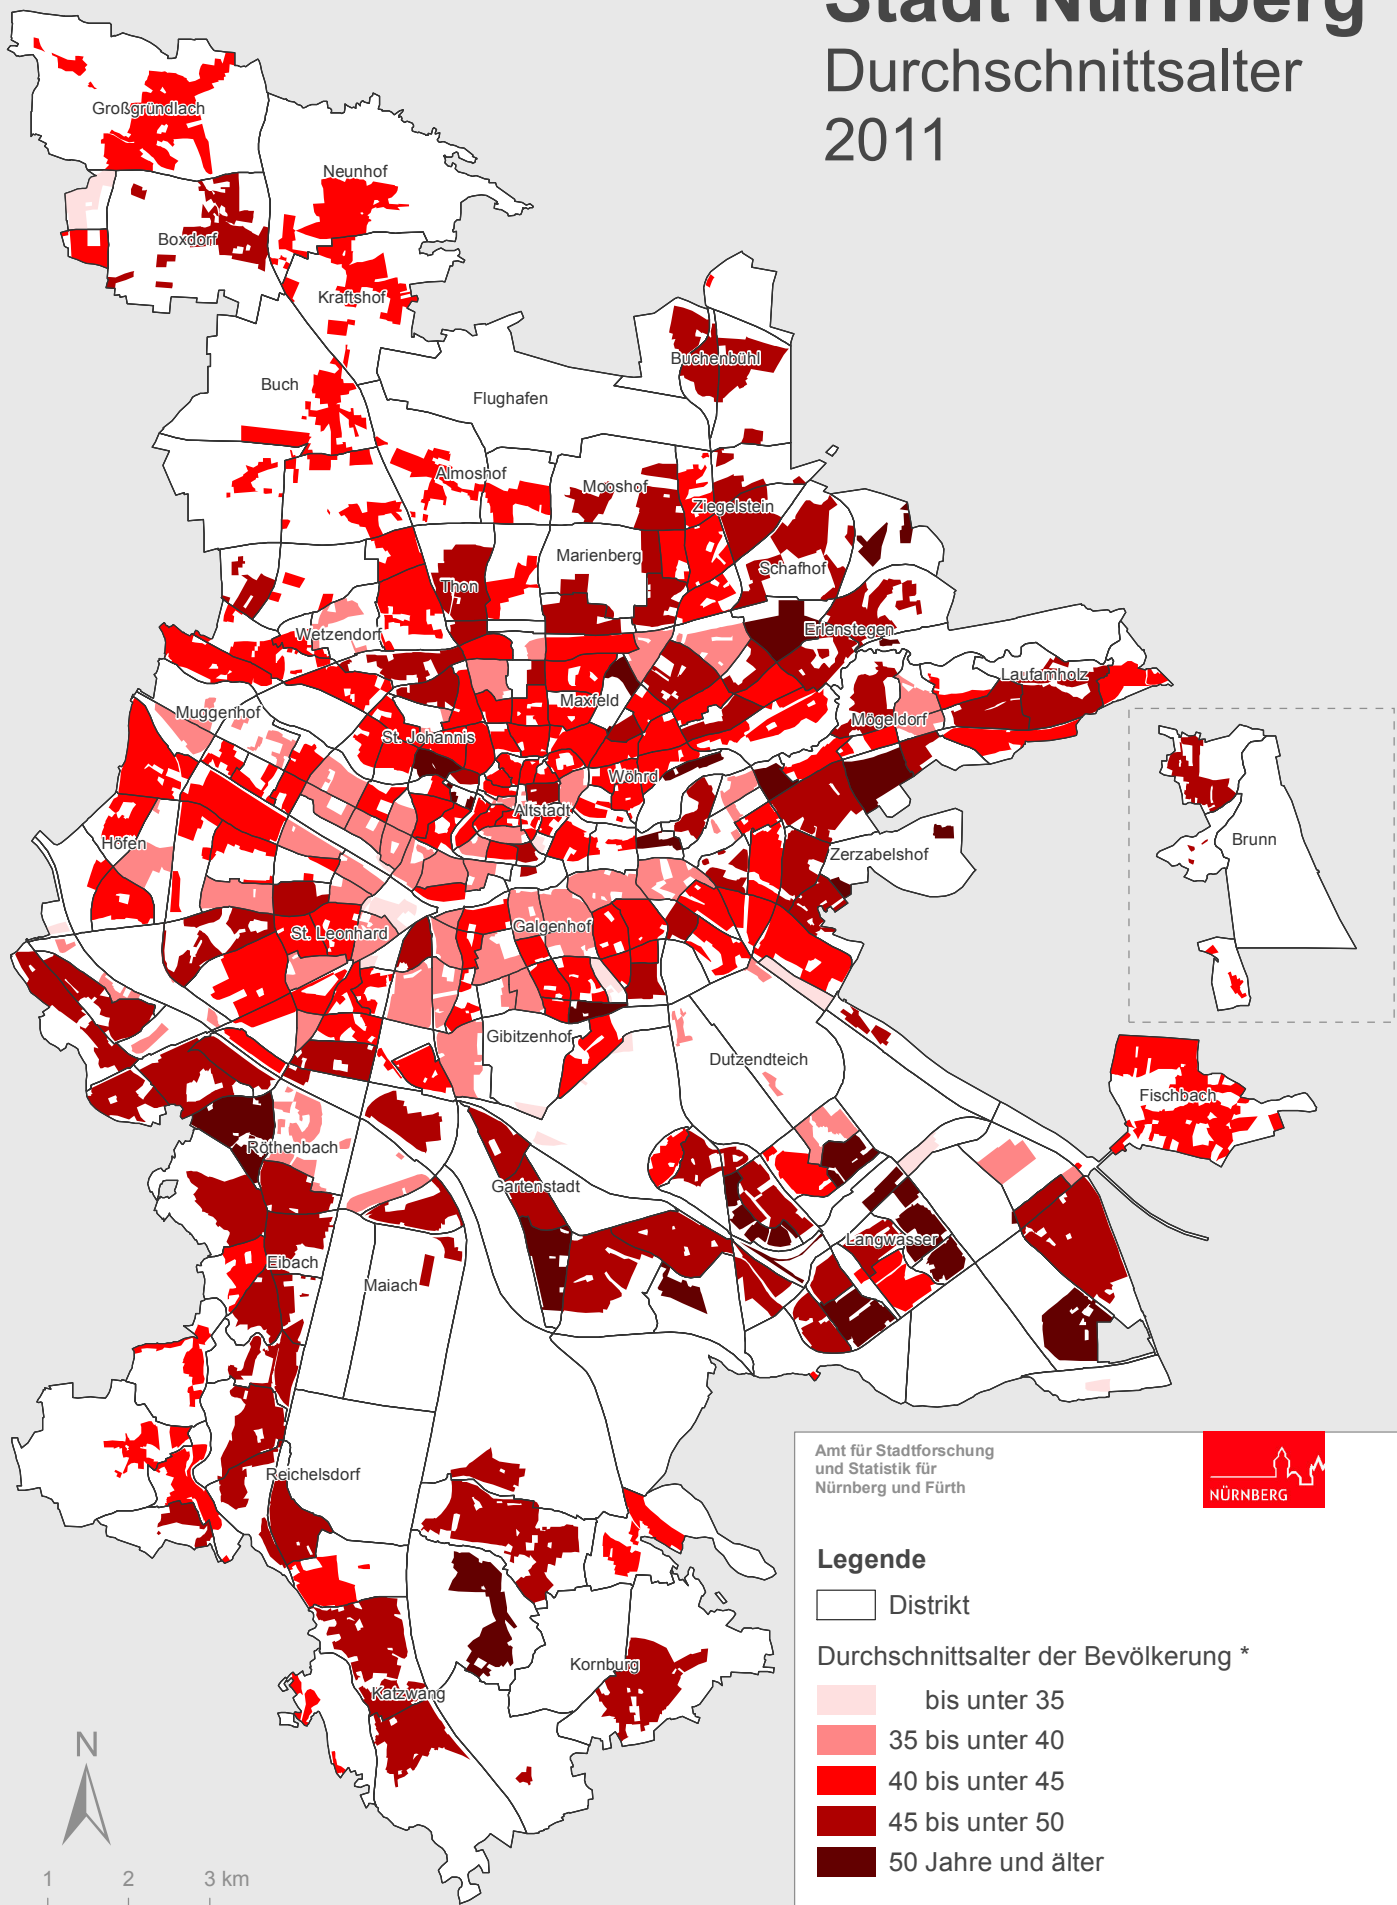 Stadt Nürnberg
Durchschnittsalter
2011
Großgründlach
Neunhof
Boxdorf
Kraftshof
Buchenbühl
Buch
Flughafen
Almoshof
Mooshof
Ziegelstein
Marienberg
Schafhof
Thon
Wetzendorf
Erlenstegen
Laufamholz
Maxfeld
Muggenhof
Mögeldorf
St. Johannis
Wöhrd
Altstadt
Höfen
Zerzabelshof
Brunn
St. Leonhard
Galgenhof
Gibitzenhof
Dutzendteich
Fischbach
Röthenbach
Gartenstadt
Langwasser
Eibach
Maiach
Reichelsdorf
Kornburg
Katzwang
Amt für Stadtforschung
und Statistik für
Nürnberg und Fürth
NÜRNBERG
Legende
Distrikt
Durchschnittsalter der Bevölkerung *
bis unter 35
35 bis unter 40
40 bis unter 45
45 bis unter 50
50 Jahre und älter
N
1 2 3 km